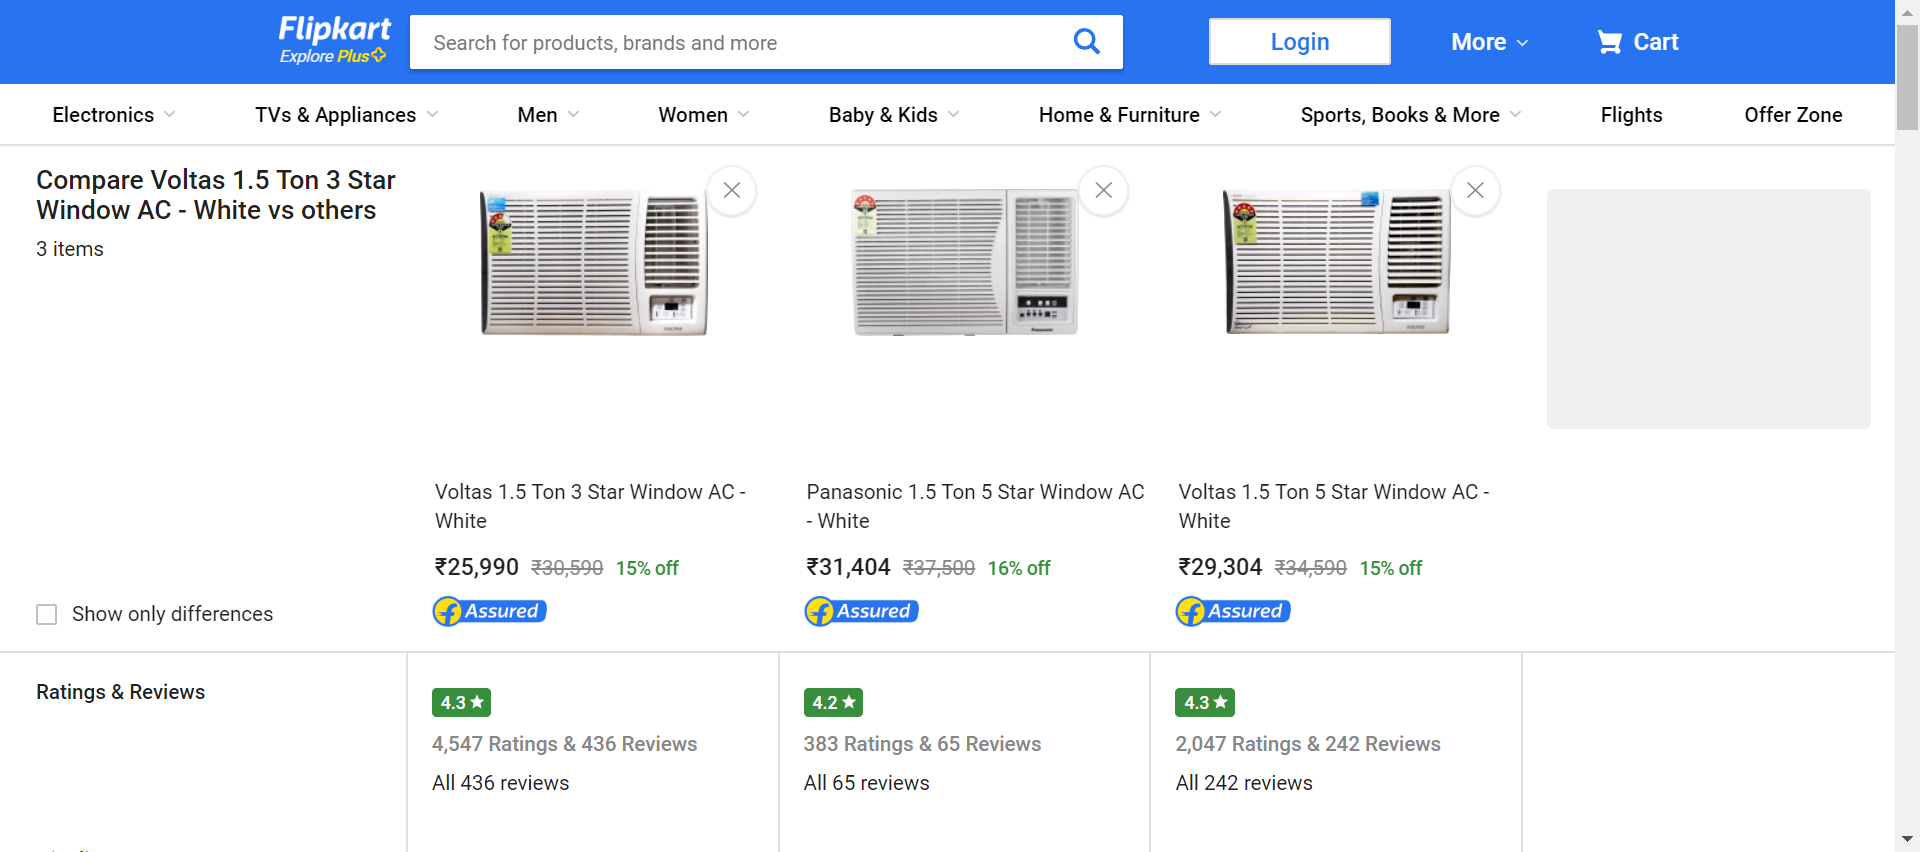 Flipkart
Explore Plus
Search for products, brands and more
Login
More
Cart
Electronics
TVs & Appliances
Men
Women
Baby & Kids
Home & Furniture
Sports, Books & More
Flights
Offer Zone
Compare Voltas 1.5 Ton 3 Star
Window AC - White vs others
3 items
Voltas 1.5 Ton 3 Star Window AC -
White
₹25,990 ₹30,590 15% off
Assured
Panasonic 1.5 Ton 5 Star Window AC
- White
₹31,404 ₹37,500 16% off
Assured
Voltas 1.5 Ton 5 Star Window AC -
White
₹29,304 ₹34,590 15% off
Assured
Show only differences
Ratings & Reviews
4.3
4,547 Ratings & 436 Reviews
All 436 reviews
4.2
383 Ratings & 65 Reviews
All 65 reviews
4.3
2,047 Ratings & 242 Reviews
All 242 reviews